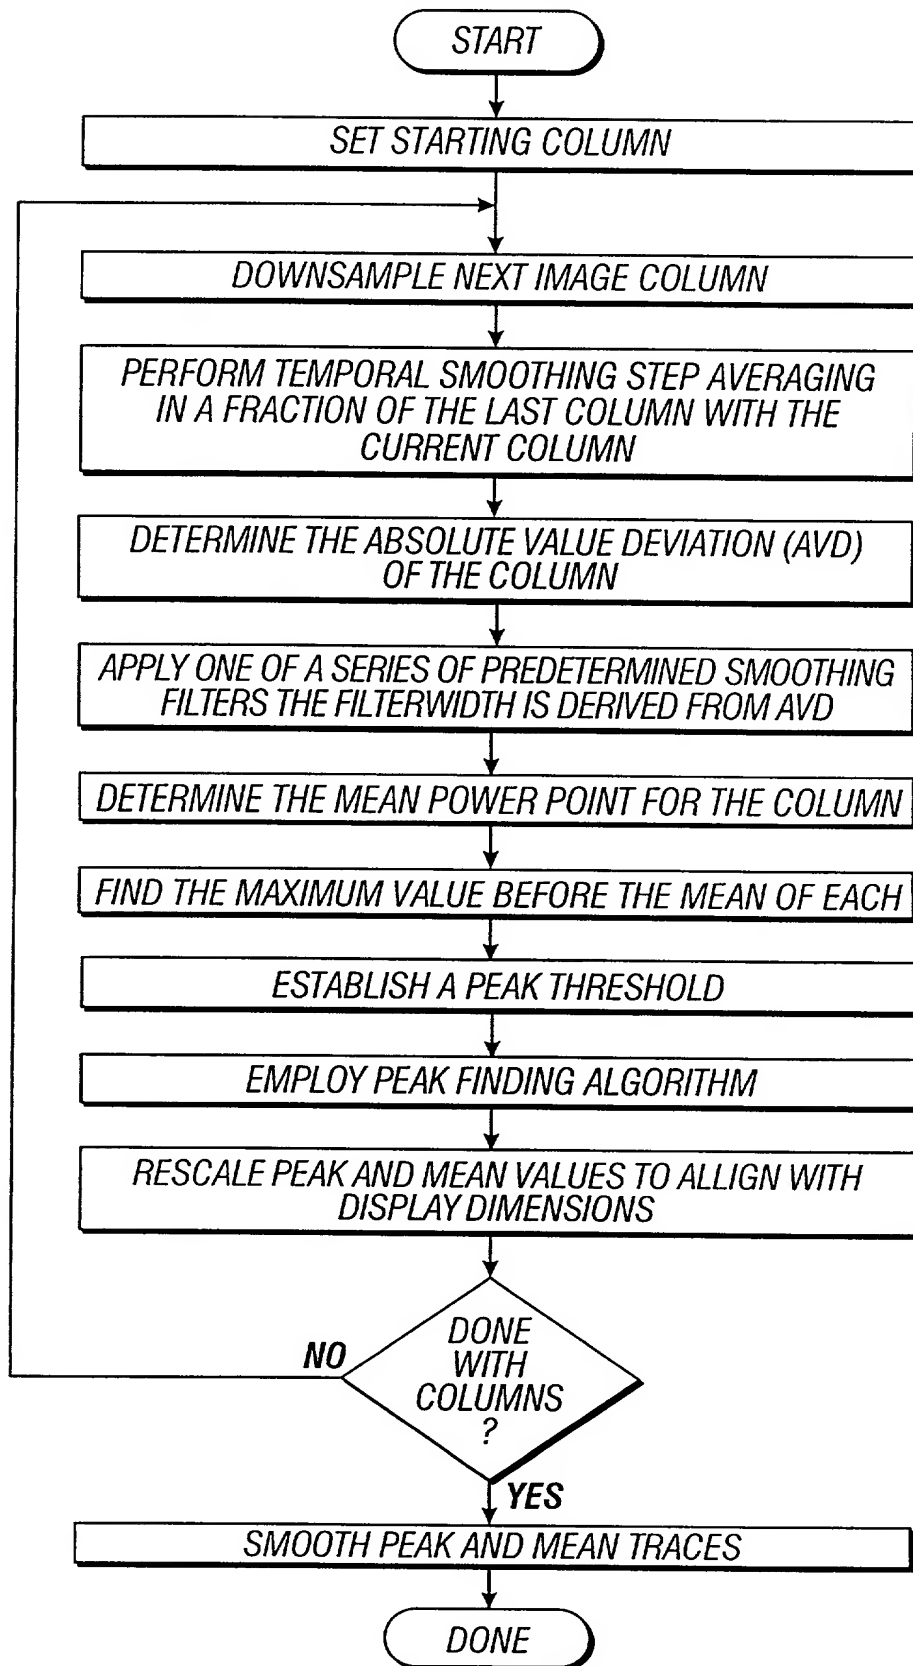 START
SET STARTING COLUMN
DOWNSAMPLE NEXT IMAGE COLUMN
PERFORM TEMPORAL SMOOTHING STEP AVERAGING
IN A FRACTION OF THE LAST COLUMN WITH THE
CURRENT COLUMN
DETERMINE THE ABSOLUTE VALUE DEVIATION (AVD)
OF THE COLUMN
APPLY ONE OF A SERIES OF PREDETERMINED SMOOTHING
FILTERS THE FILTERWIDTH IS DERIVED FROM AVD
DETERMINE THE MEAN POWER POINT FOR THE COLUMN
FIND THE MAXIMUM VALUE BEFORE THE MEAN OF EACH
ESTABLISH A PEAK THRESHOLD
EMPLOY PEAK FINDING ALGORITHM
RESCALE PEAK AND MEAN VALUES TO ALLIGN WITH
DISPLAY DIMENSIONS
DONE
WITH
COLUMNS
?
NO
YES
SMOOTH PEAK AND MEAN TRACES
DONE